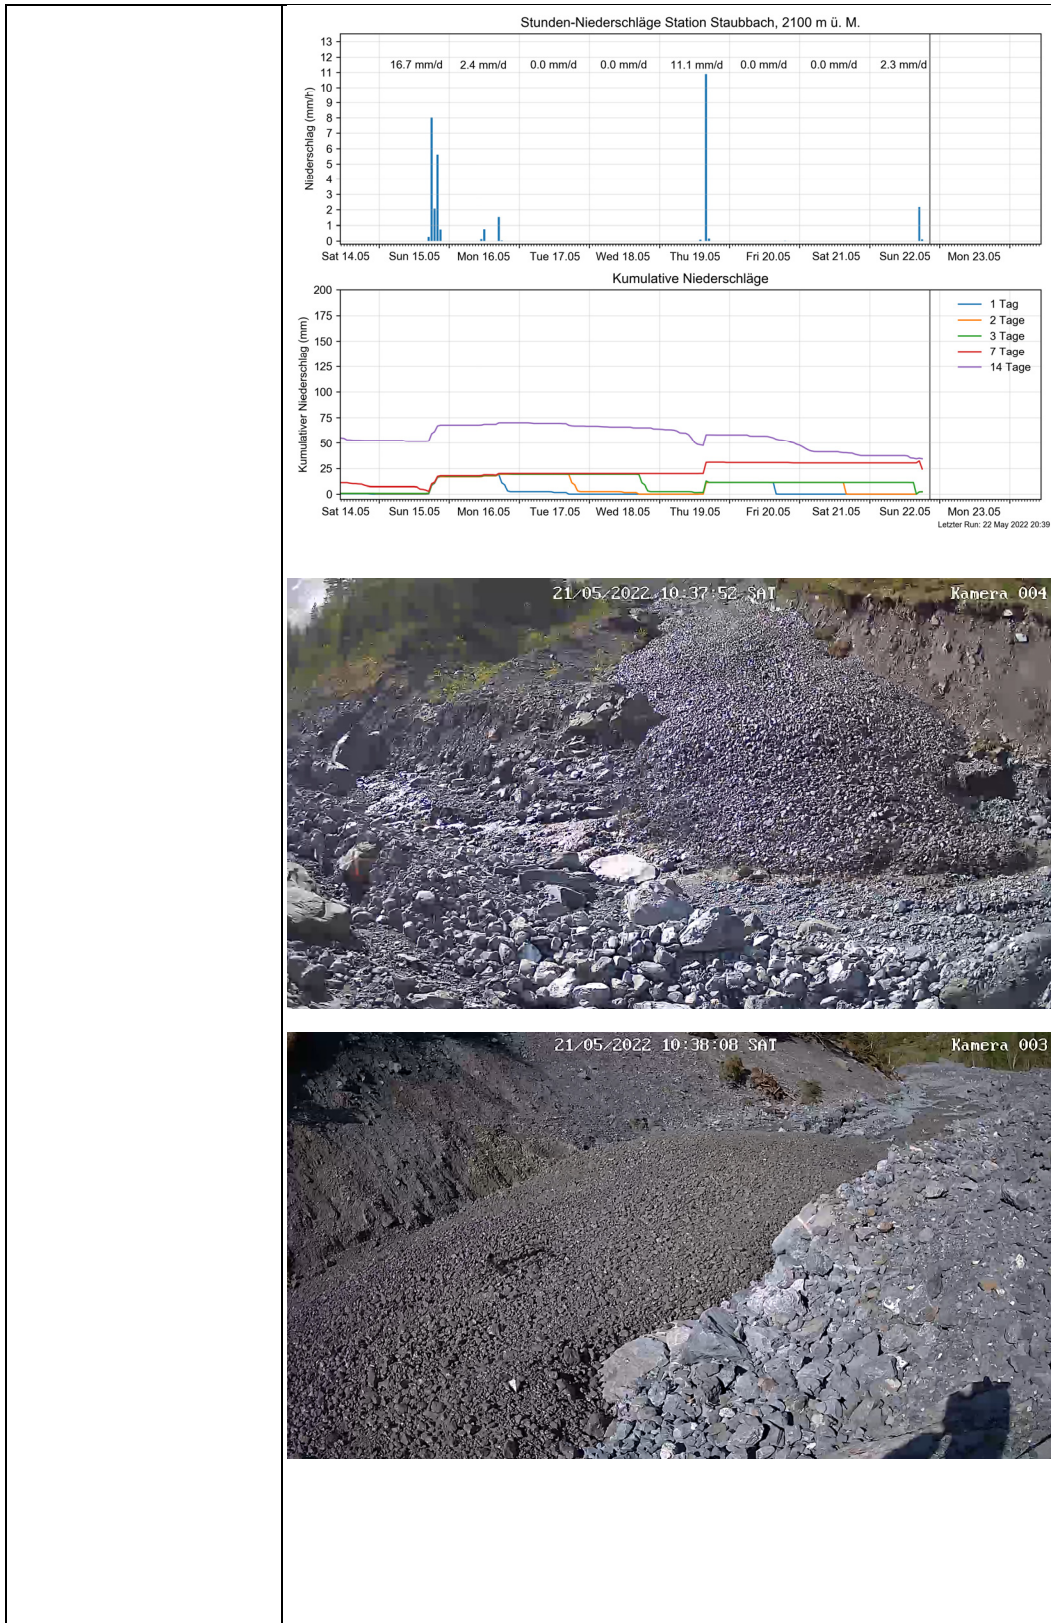 Stunden-Niederschläge Station Staubbach, 2100 m ü. M.
Niederschlag (mm/h)
13
12
11
10
9
8
7
6
5
4
3
2
1
0
16.7 mm/d 2.4 mm/d 0.0 mm/d 0.0 mm/d 11.1 mm/d 0.0 mm/d 0.0 mm/d 2.3 mm/d
Sat 14.05 Sun 15.05 Mon 16.05 Tue 17.05 Wed 18.05 Thu 19.05 Fri 20.05 Sat 21.05 Sun 22.05 Mon 23.05
Kumulative Niederschläge
Kumulativer Niederschlag (mm)
200
175
150
125
100
75
50
25
0
1 Tag
2 Tage
3 Tage
7 Tage
14 Tage
Sat 14.05 Sun 15.05 Mon 16.05 Tue 17.05 Wed 18.05 Thu 19.05 Fri 20.05 Sat 21.05 Sun 22.05 Mon 23.05
Letzter Run: 22 May 2022 20:39
21/05/2022 10:37:52 SAT Kamera 004
21/05/2022 10:38:08 SAT Kamera 003